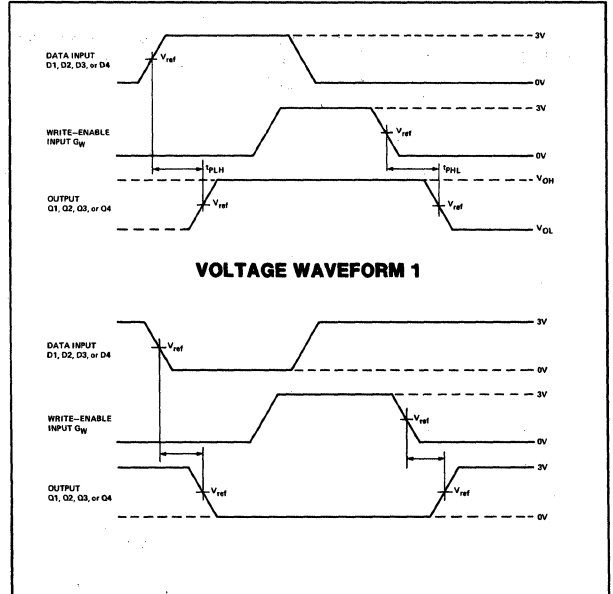 3V
DATA INPUT
D1, D2, D3, or D4
Vref
0V
3V
WRITE–ENABLE
INPUT GW
Vref
0V
tPLH
tPHL
VOH
OUTPUT
Q1, Q2, Q3, or Q4
Vref
Vref
VOL
VOLTAGE WAVEFORM 1
3V
DATA INPUT
D1, D2, D3, or D4
Vref
0V
3V
WRITE–ENABLE
INPUT GW
Vref
0V
3V
OUTPUT
Q1, Q2, Q3, or Q4
Vref
Vref
0V